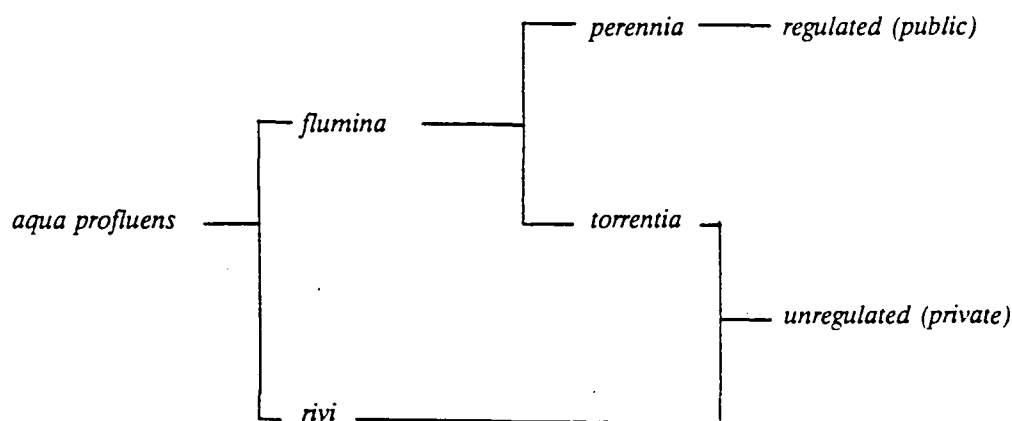 perennia regulated (public)
flumina
aqua profluens torrentia
unregulated (private)
rivi